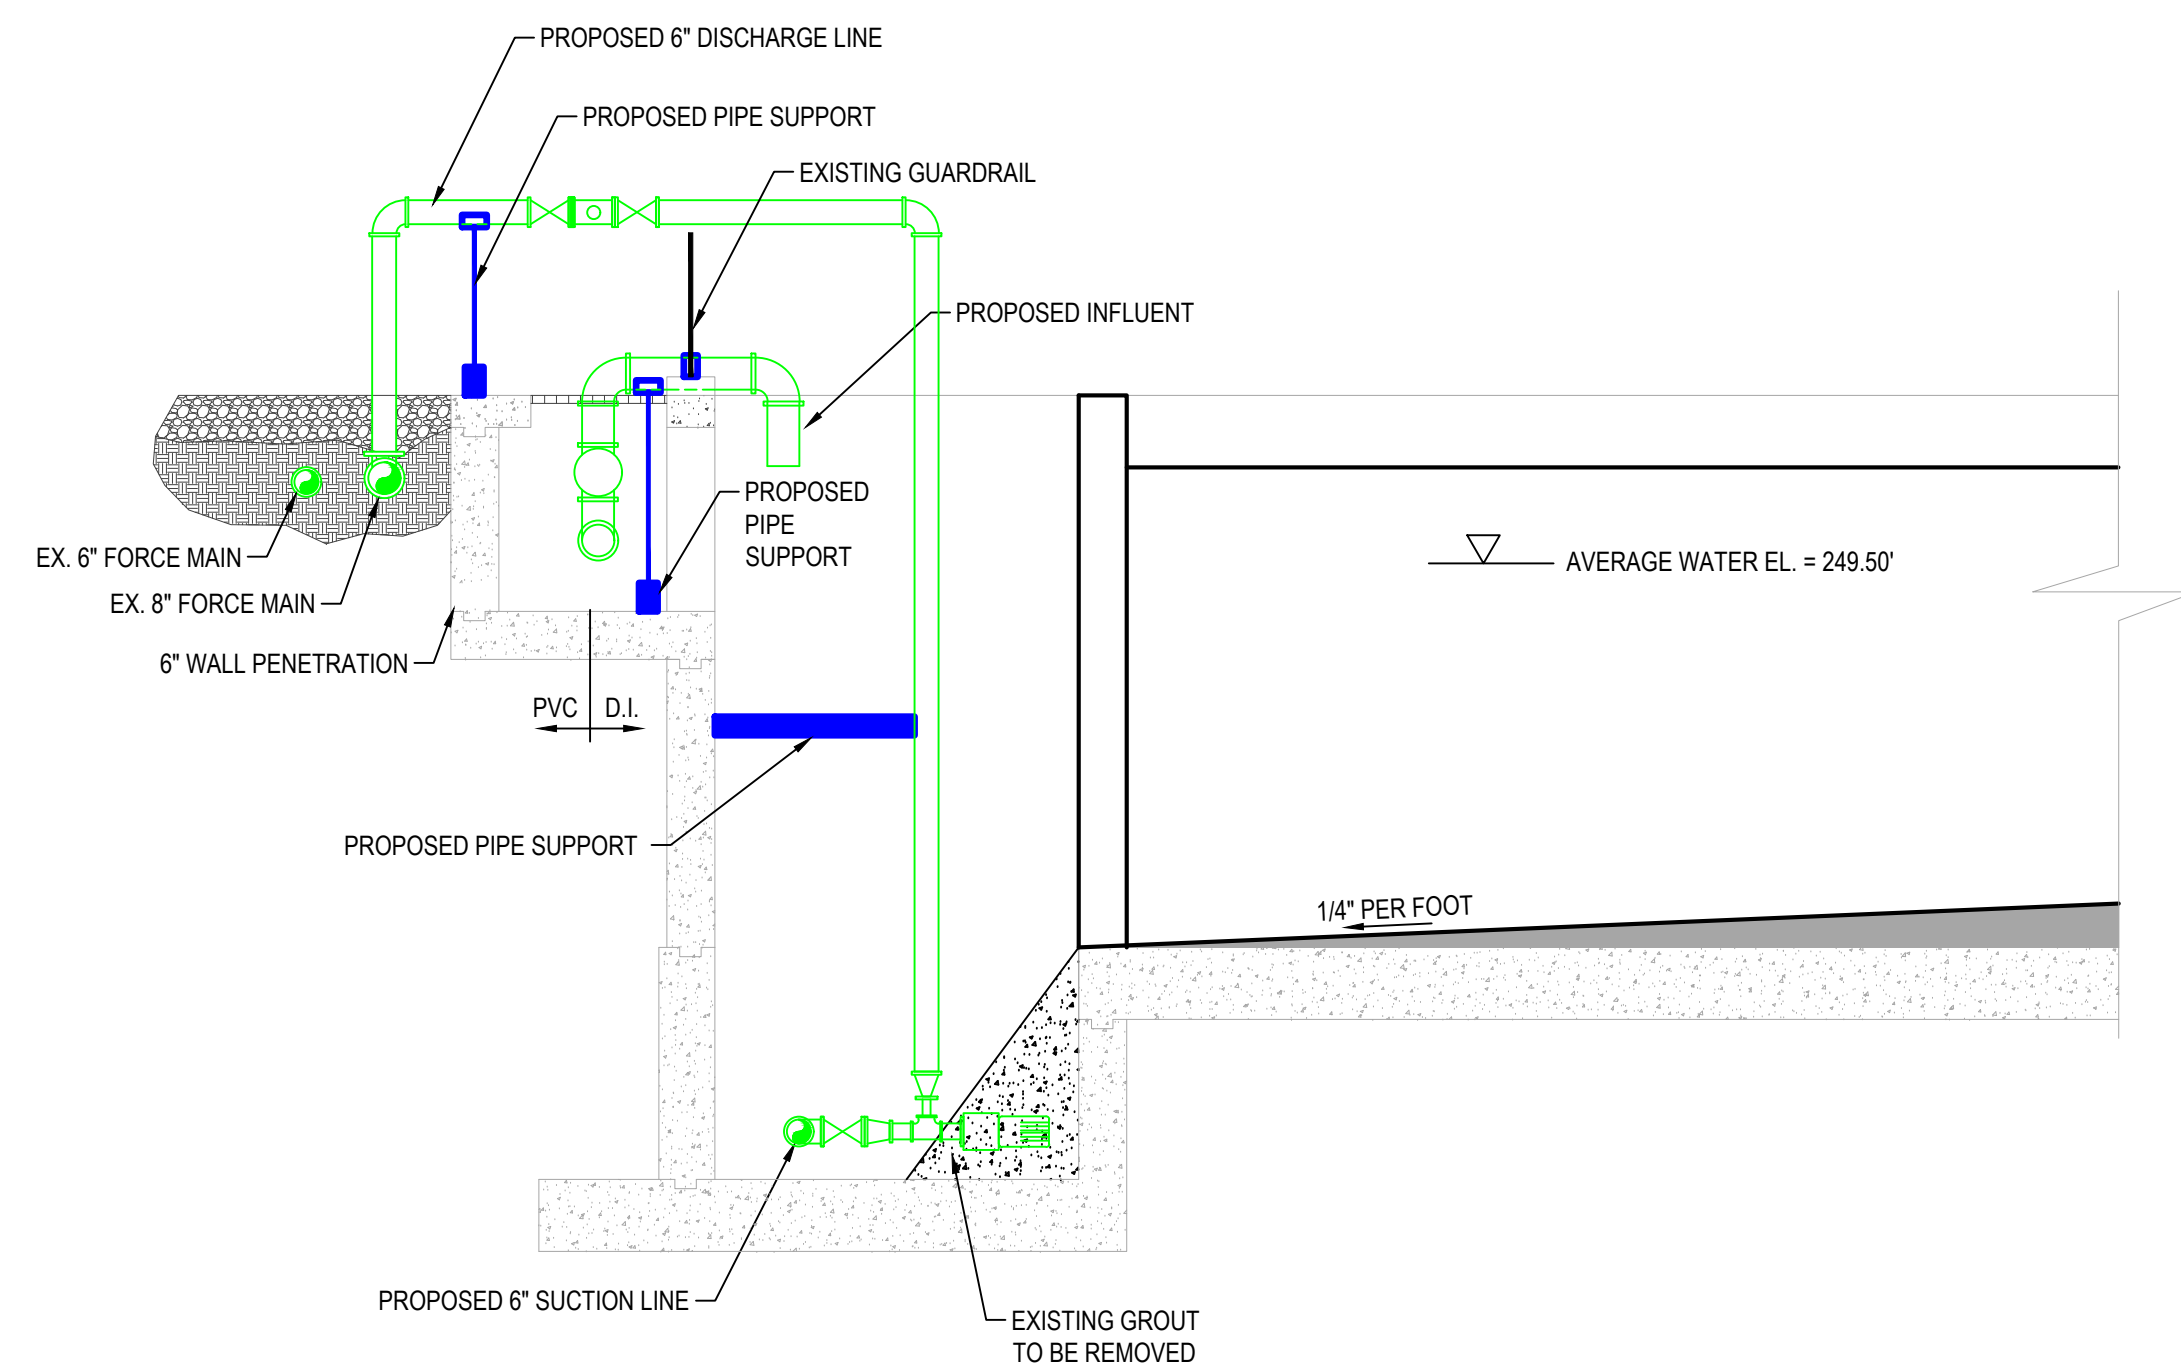 PROPOSED 6" DISCHARGE LINE
PROPOSED PIPE SUPPORT
EXISTING GUARDRAIL
PROPOSED INFLUENT
PROPOSED
PIPE
SUPPORT
AVERAGE WATER EL. = 249.50'
EX. 6" FORCE MAIN
EX. 8" FORCE MAIN
6" WALL PENETRATION
PVC D.I.
PROPOSED PIPE SUPPORT
1/4" PER FOOT
PROPOSED 6" SUCTION LINE
EXISTING GROUT
TO BE REMOVED